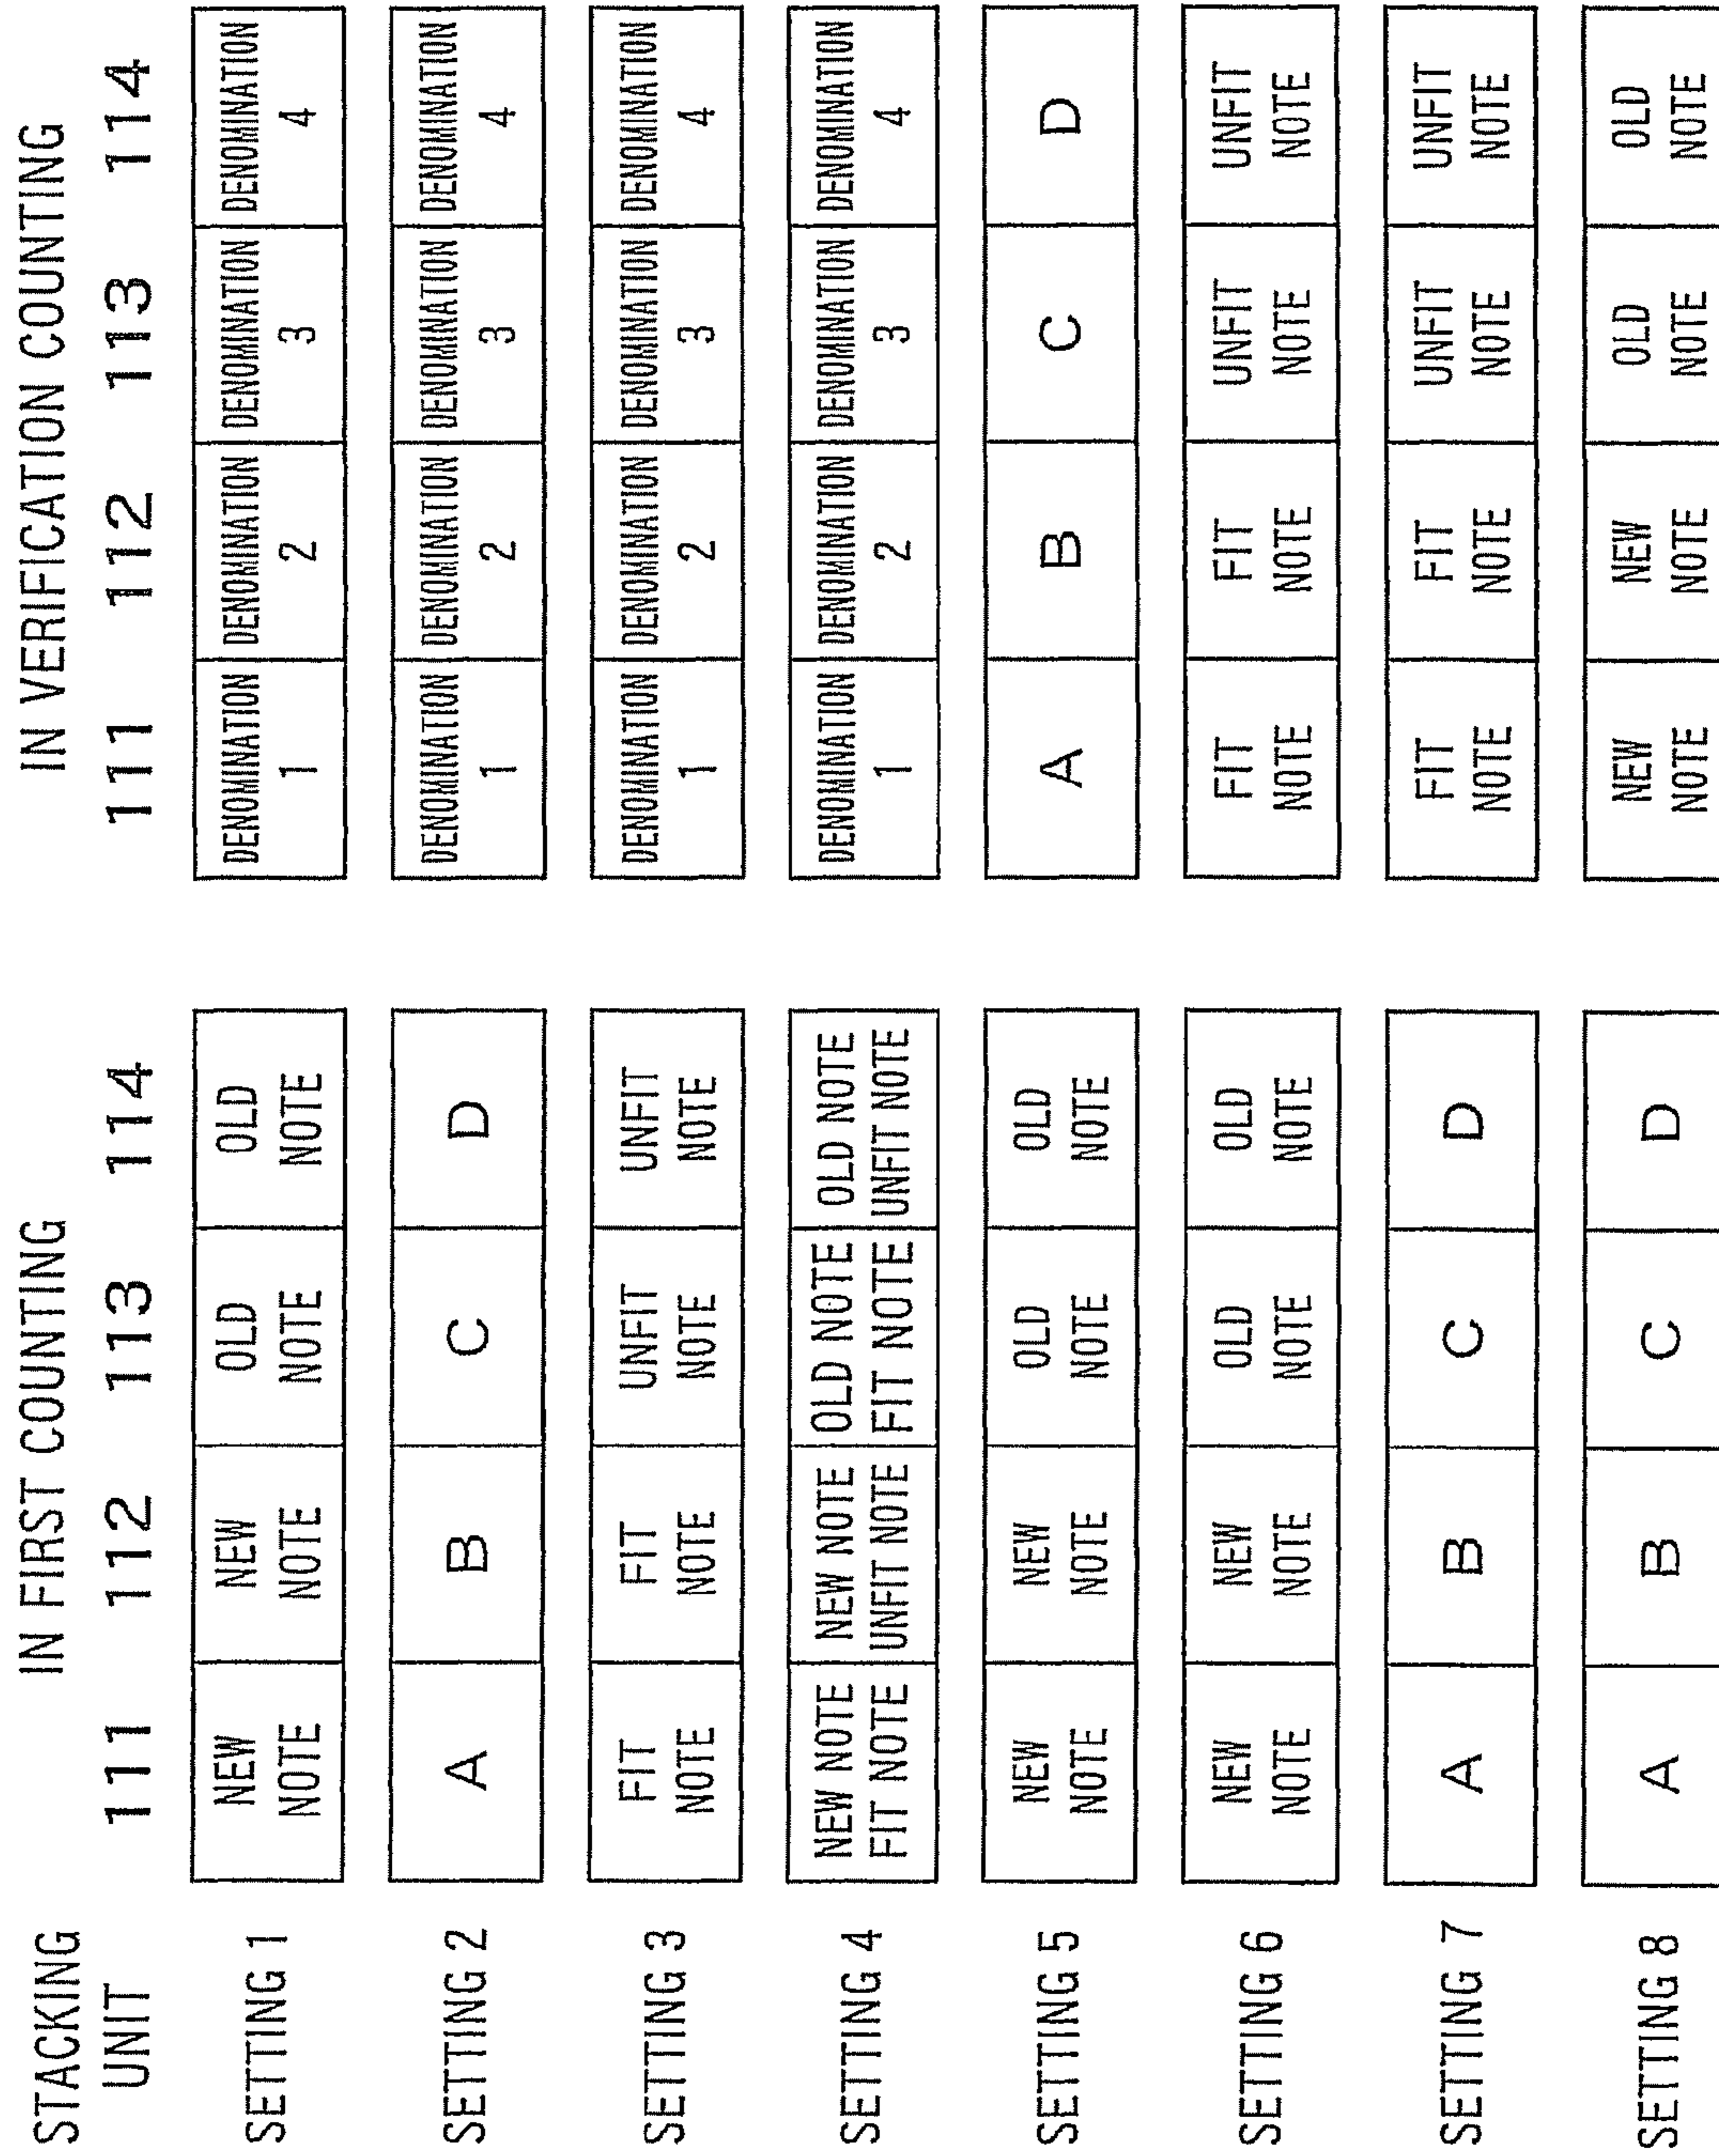 IN FIRST COUNTING IN VERIFICATION COUNTING
STACKING
UNIT 111 112 113 114 111 112 113 114
SETTING 1 NEW NOTE NEW NOTE OLD NOTE OLD NOTE DENOMINATION 1 DENOMINATION 2 DENOMINATION 3 DENOMINATION 4
SETTING 2 A B C D DENOMINATION 1 DENOMINATION 2 DENOMINATION 3 DENOMINATION 4
SETTING 3 FIT NOTE FIT NOTE UNFIT NOTE UNFIT NOTE DENOMINATION 1 DENOMINATION 2 DENOMINATION 3 DENOMINATION 4
SETTING 4 NEW NOTE FIT NOTE NEW NOTE UNFIT NOTE OLD NOTE FIT NOTE OLD NOTE UNFIT NOTE DENOMINATION 1 DENOMINATION 2 DENOMINATION 3 DENOMINATION 4
SETTING 5 NEW NOTE NEW NOTE OLD NOTE OLD NOTE A B C D
SETTING 6 NEW NOTE NEW NOTE OLD NOTE OLD NOTE FIT NOTE FIT NOTE UNFIT NOTE UNFIT NOTE
SETTING 7 A B C D FIT NOTE FIT NOTE UNFIT NOTE UNFIT NOTE
SETTING 8 A B C D NEW NOTE NEW NOTE OLD NOTE OLD NOTE